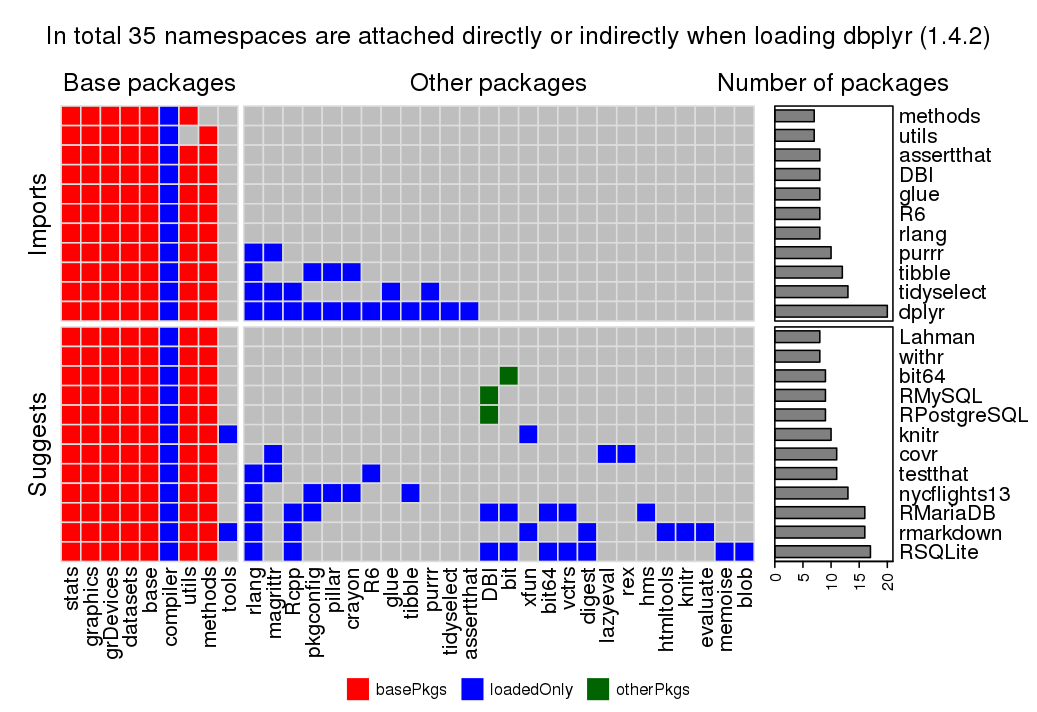 In total 35 namespaces are attached directly or indirectly when loading dbplyr (1.4.2)
Base packages
Other packages
Number of packages
Imports
methods
utils
assertthat
DBI
glue
R6
rlang
purrr
tibble
tidyselect
dplyr
Suggests
Lahman
withr
bit64
RMySQL
RPostgreSQL
knitr
covr
testthat
nycflights13
RMariaDB
rmarkdown
RSQLite
stats
graphics
grDevices
datasets
base
compiler
utils
methods
tools
rlang
magrittr
Rcpp
pkgconfig
pillar
crayon
R6
glue
tibble
purrr
tidyselect
assertthat
DBI
bit
xfun
bit64
vctrs
digest
lazyeval
rex
hms
htmltools
knitr
evaluate
memoise
blob
0
5
10
15
20
basePkgs
loadedOnly
otherPkgs